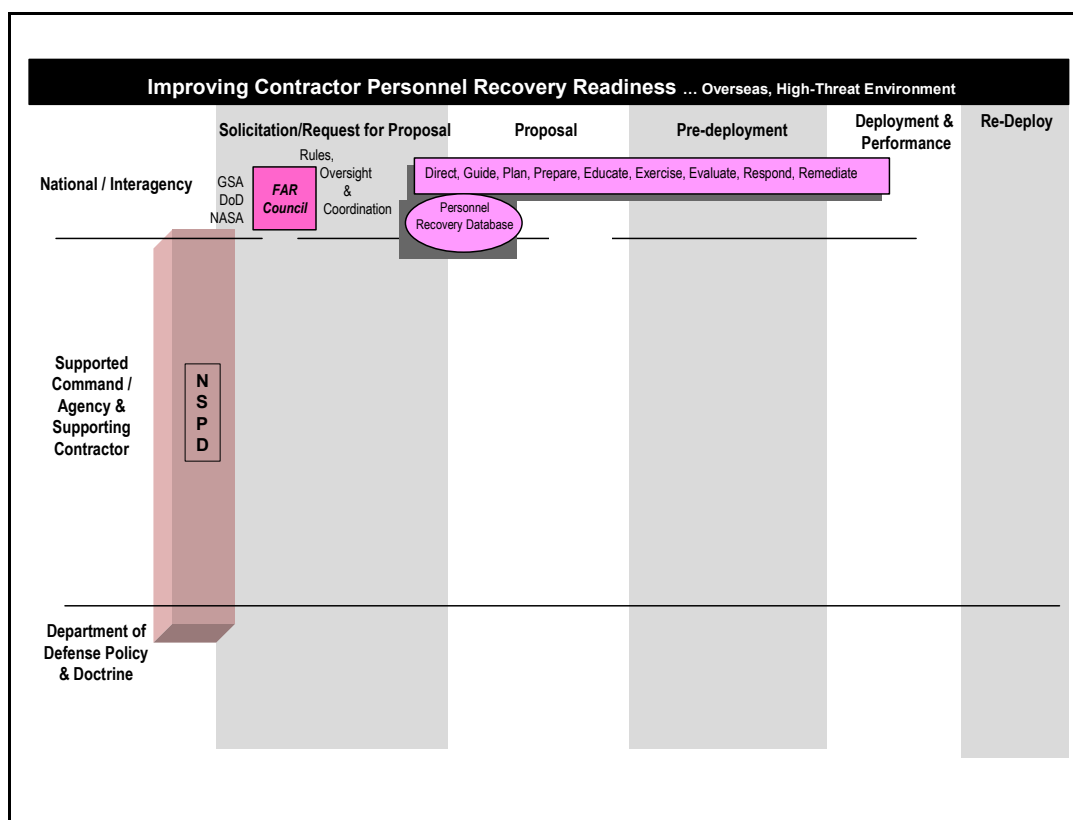 Improving Contractor Personnel Recovery Readiness ... Overseas, High-Threat Environment
Solicitation/Request for Proposal
Proposal
Pre-deployment
Deployment &
Performance
Re-Deploy
National / Interagency
GSA
DoD
NASA
FAR
Council
Rules,
Oversight
&
Coordination
Direct, Guide, Plan, Prepare, Educate, Exercise, Evaluate, Respond, Remediate
Personnel
Recovery Database
Supported
Command /
Agency &
Supporting
Contractor
N
S
P
D
Department of
Defense Policy
& Doctrine